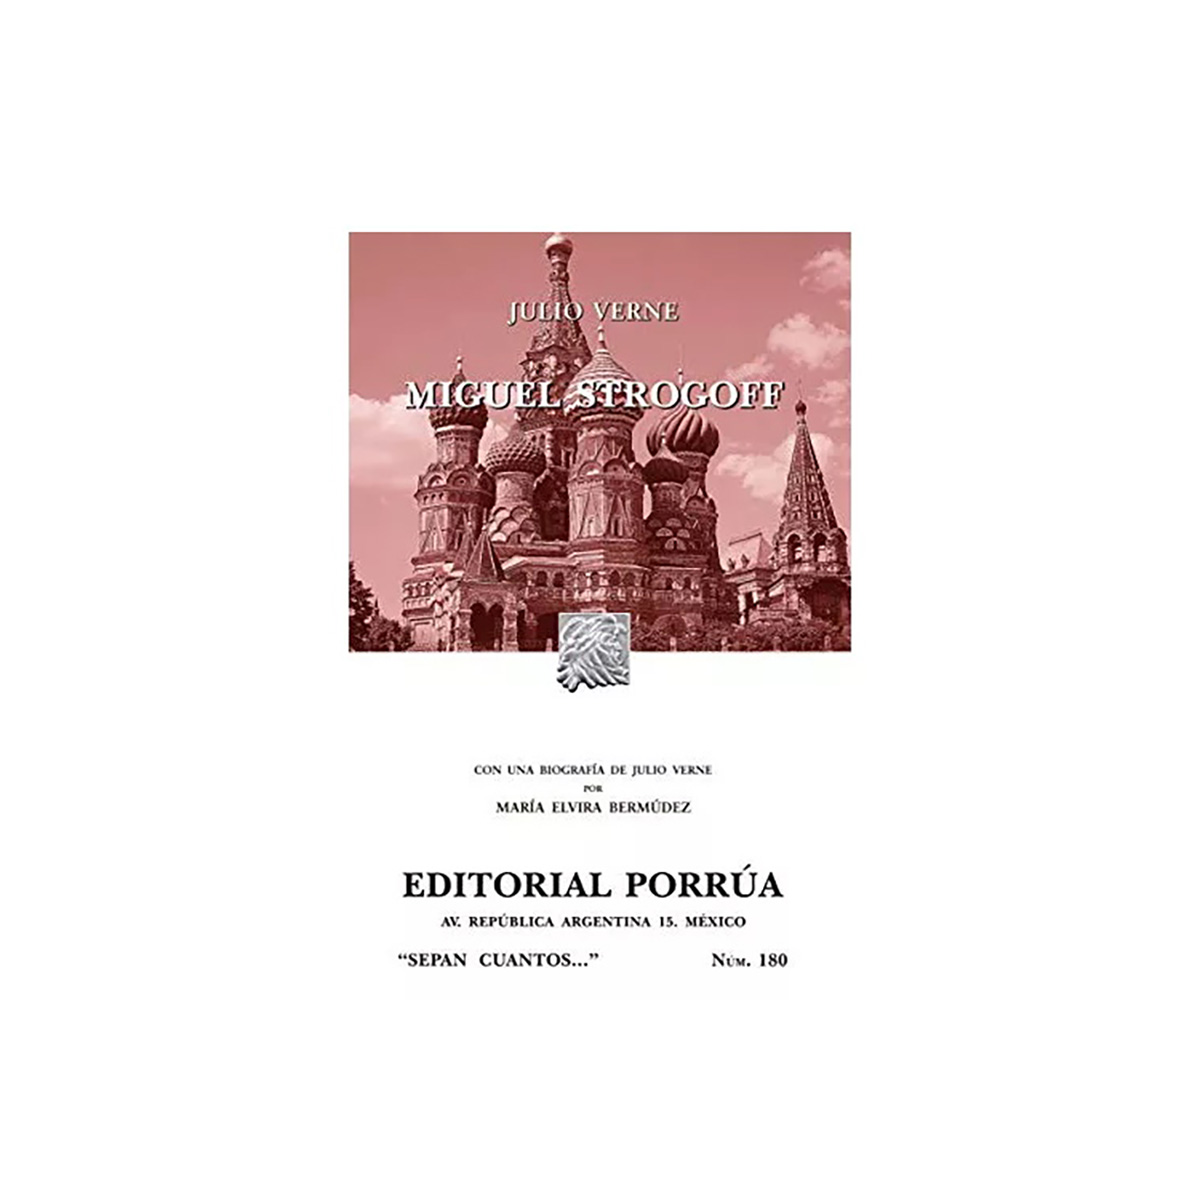 JULIO VERNE
MIGUEL STROGOFF
CON UNA BIOGRAFÍA DE JULIO VERNE
POR
MARÍA ELVIRA BERMÚDEZ
EDITORIAL PORRÚA
AV. REPÚBLICA ARGENTINA 15. MÉXICO
“SEPAN CUANTOS...” NÚM. 180